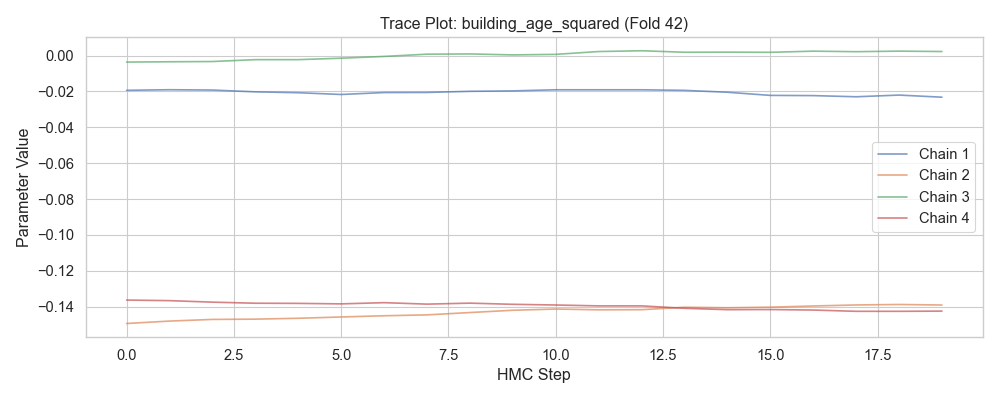 Trace Plot: building_age_squared (Fold 42)
Parameter Value
0.00
−0.02
−0.04
−0.06
−0.08
−0.10
−0.12
−0.14
Chain 1
Chain 2
Chain 3
Chain 4
0.0 2.5 5.0 7.5 10.0 12.5 15.0 17.5
HMC Step